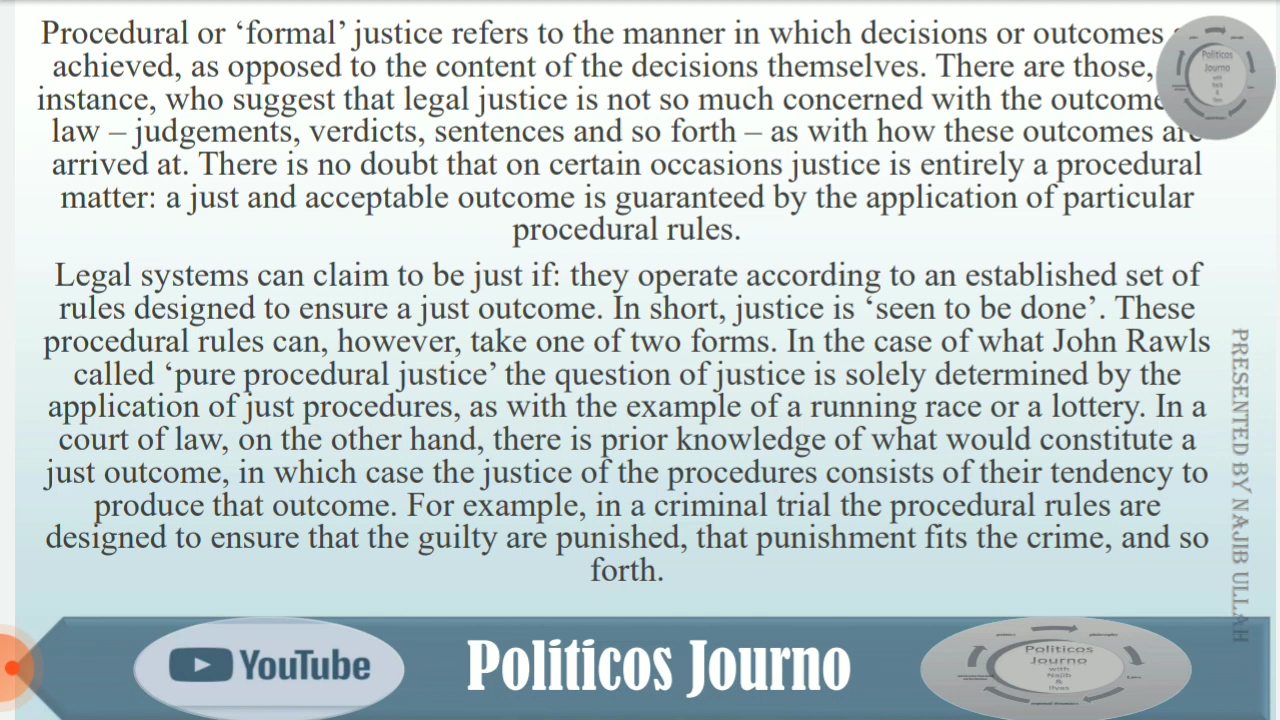 Procedural or ‘formal’ justice refers to the manner in which decisions or outcomes
achieved, as opposed to the content of the decisions themselves. There are those,
instance, who suggest that legal justice is not so much concerned with the outcome
law – judgements, verdicts, sentences and so forth – as with how these outcomes are
arrived at. There is no doubt that on certain occasions justice is entirely a procedural
matter: a just and acceptable outcome is guaranteed by the application of particular
procedural rules.
Legal systems can claim to be just if: they operate according to an established set of
rules designed to ensure a just outcome. In short, justice is ‘seen to be done’. These
procedural rules can, however, take one of two forms. In the case of what John Rawls
called ‘pure procedural justice’ the question of justice is solely determined by the
application of just procedures, as with the example of a running race or a lottery. In a
court of law, on the other hand, there is prior knowledge of what would constitute a
just outcome, in which case the justice of the procedures consists of their tendency to
produce that outcome. For example, in a criminal trial the procedural rules are
designed to ensure that the guilty are punished, that punishment fits the crime, and so
forth.
Politicos
Journo
with
Najib
&
PRESENTED BY NAJIB ULLAH
YouTube
Politicos Journo
Politicos
Journo
with
Najib
&